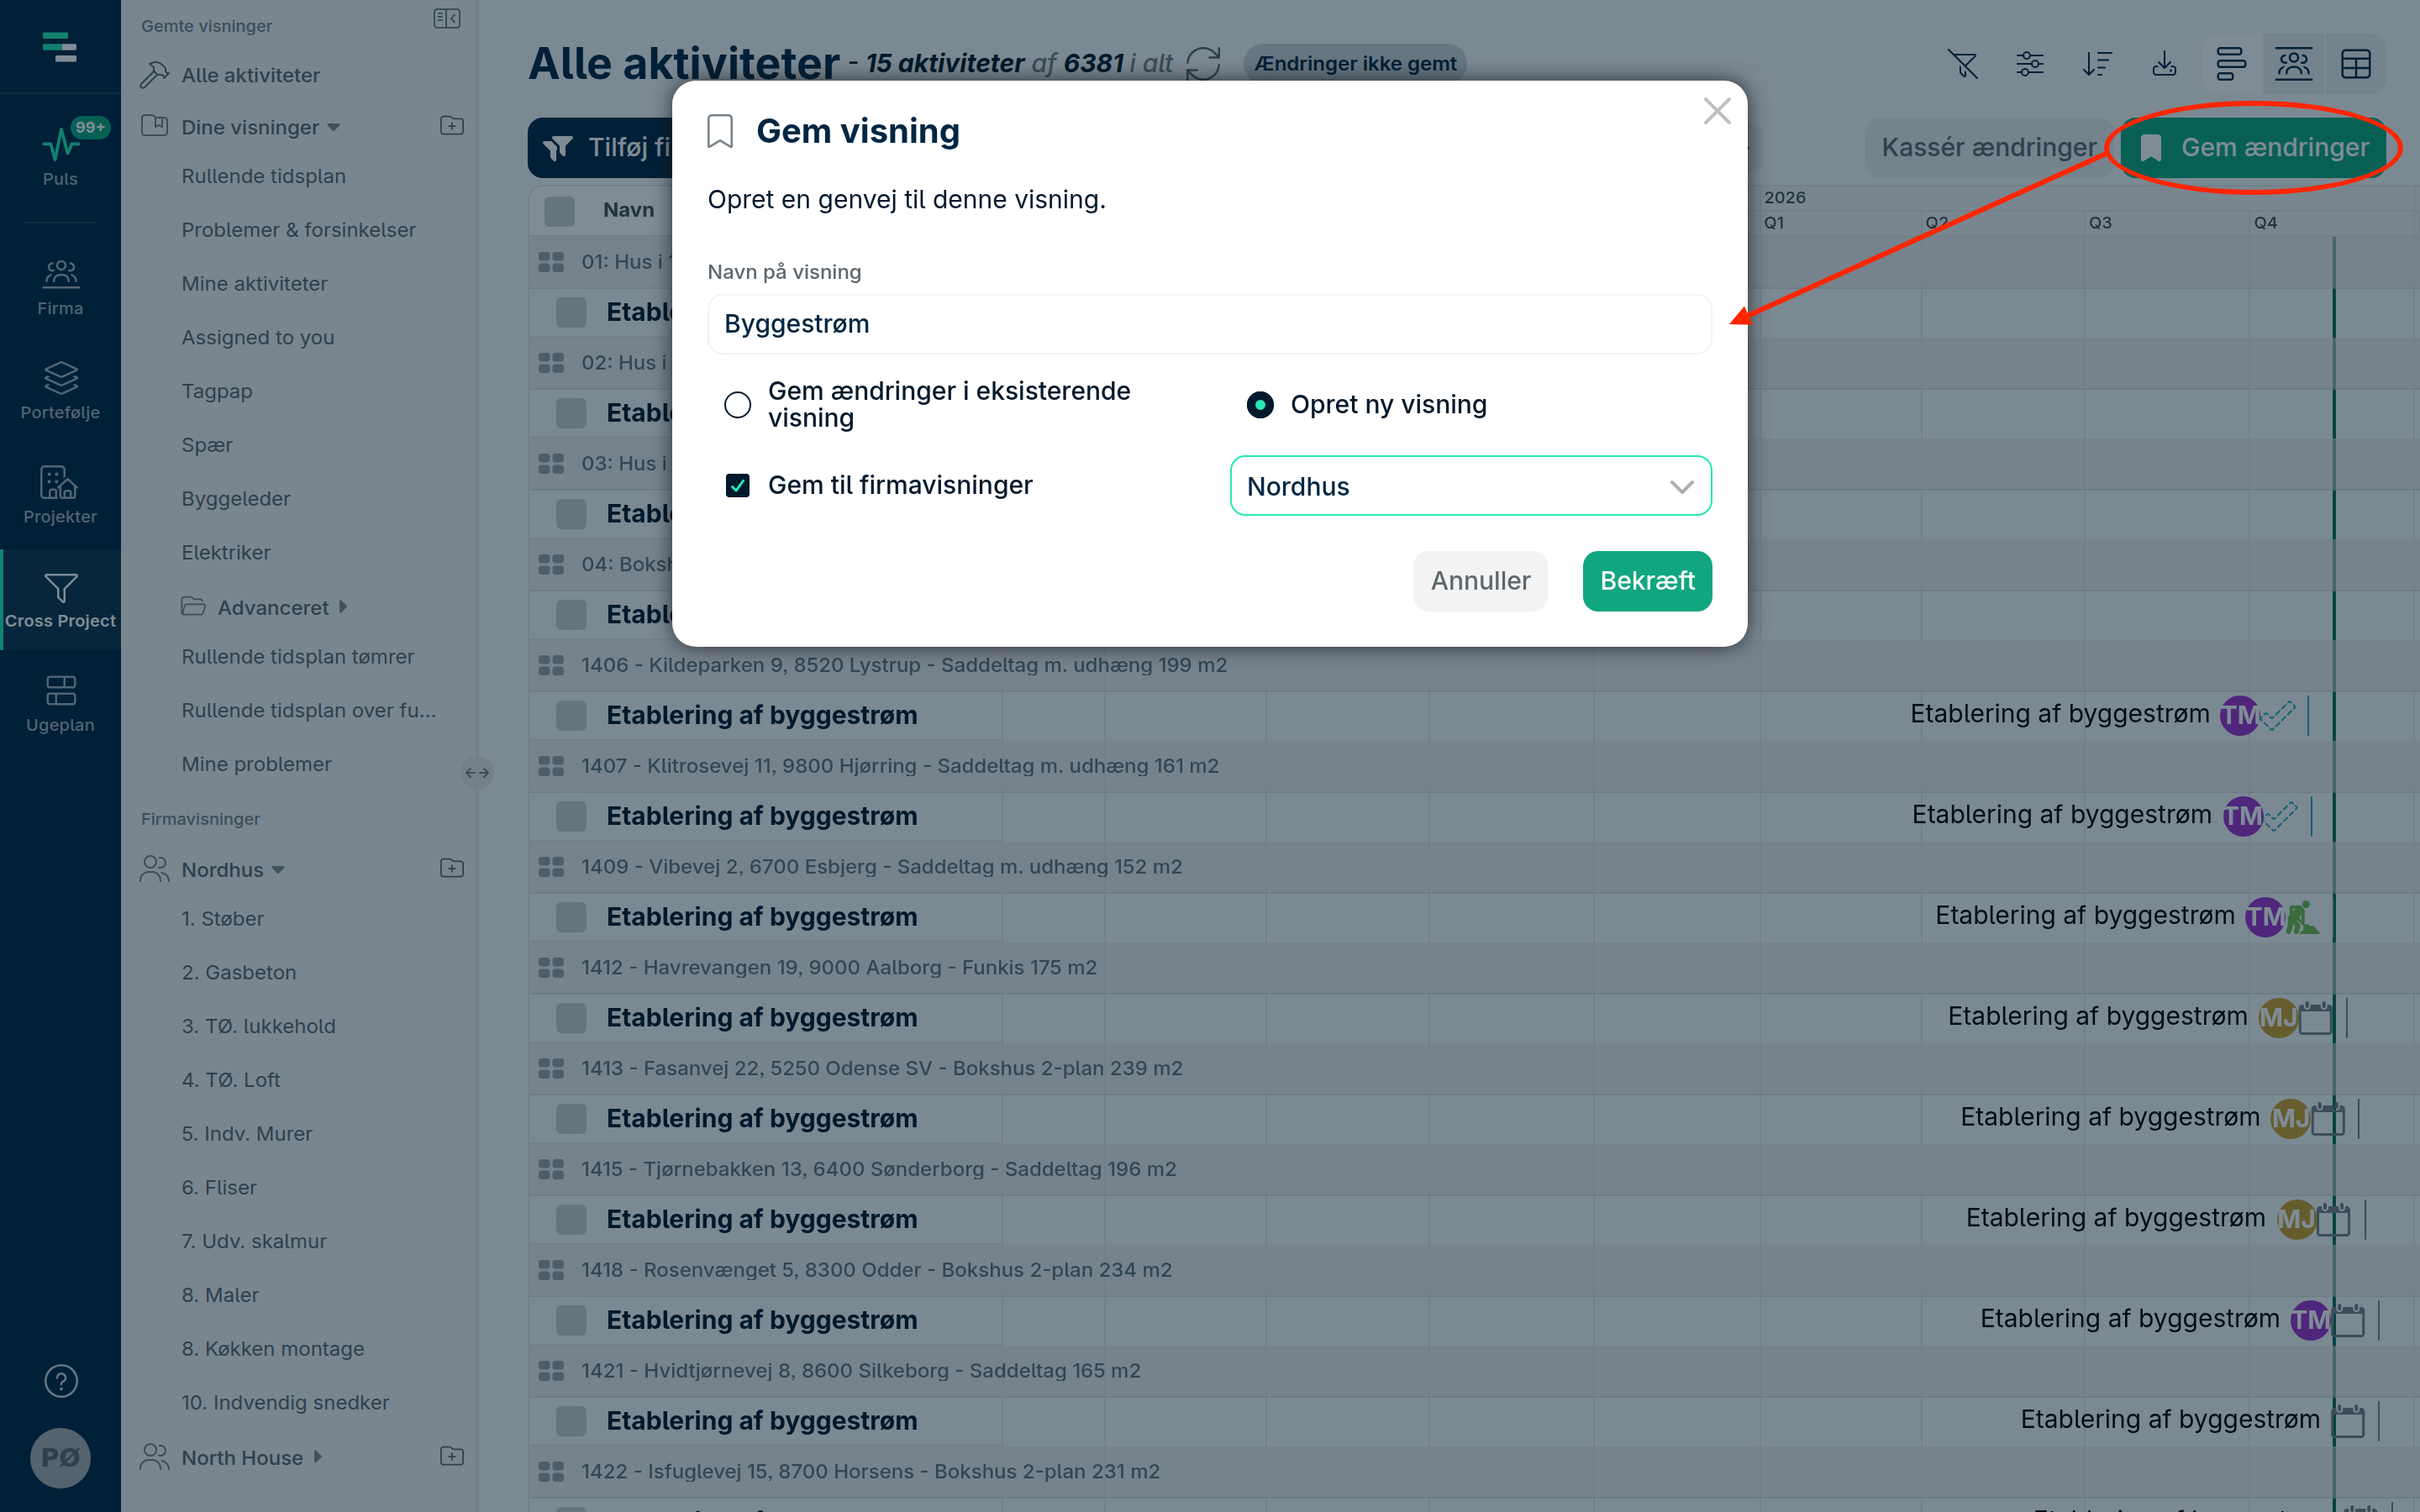 Gemte visninger
Alle aktiviteter
Dine visninger
Rullende tidsplan
Problemer & forsinkelser
Mine aktiviteter
Assigned to you
Tagpap
Spær
Byggeleder
Elektriker
Advanceret
Rullende tidsplan tømrer
Rullende tidsplan over fu...
Mine problemer
Firmavisninger
Nordhus
1. Støber
2. Gasbeton
3. TØ. lukkehold
4. TØ. Loft
5. Indv. Murer
6. Fliser
7. Udv. skalmur
8. Maler
8. Køkken montage
10. Indvendig snedker
North House
99+
Puls
Firma
Portefølje
Projekter
Cross Project
Ugeplan
?
PØ
Alle aktiviteter - 15 aktiviteter af 6381 i alt
Ændringer ikke gemt
Tilføj fi
Kassér ændringer
Gem ændringer
Navn
2026
Q1 Q2 Q3 Q4
Gem visning
Opret en genvej til denne visning.
Navn på visning
Byggestrøm
Gem ændringer i eksisterende
visning
Opret ny visning
Gem til firmavisninger
Nordhus
Annuller
Bekræft
01: Hus i
Etabl
02: Hus i
Etabl
03: Hus i
Etabl
04: Boksh
Etabl
1406 - Kildeparken 9, 8520 Lystrup - Saddeltag m. udhæng 199 m2
Etablering af byggestrøm
Etablering af byggestrøm TM
1407 - Klitrosevej 11, 9800 Hjørring - Saddeltag m. udhæng 161 m2
Etablering af byggestrøm
Etablering af byggestrøm TM
1409 - Vibevej 2, 6700 Esbjerg - Saddeltag m. udhæng 152 m2
Etablering af byggestrøm
Etablering af byggestrøm TM
1412 - Havrevangen 19, 9000 Aalborg - Funkis 175 m2
Etablering af byggestrøm
Etablering af byggestrøm MJ
1413 - Fasanvej 22, 5250 Odense SV - Bokshus 2-plan 239 m2
Etablering af byggestrøm
Etablering af byggestrøm MJ
1415 - Tjørnebakken 13, 6400 Sønderborg - Saddeltag 196 m2
Etablering af byggestrøm
Etablering af byggestrøm MJ
1418 - Rosenvænget 5, 8300 Odder - Bokshus 2-plan 234 m2
Etablering af byggestrøm
Etablering af byggestrøm TM
1421 - Hvidtjørnevej 8, 8600 Silkeborg - Saddeltag 165 m2
Etablering af byggestrøm
Etablering af byggestrøm
1422 - Isfuglevej 15, 8700 Horsens - Bokshus 2-plan 231 m2